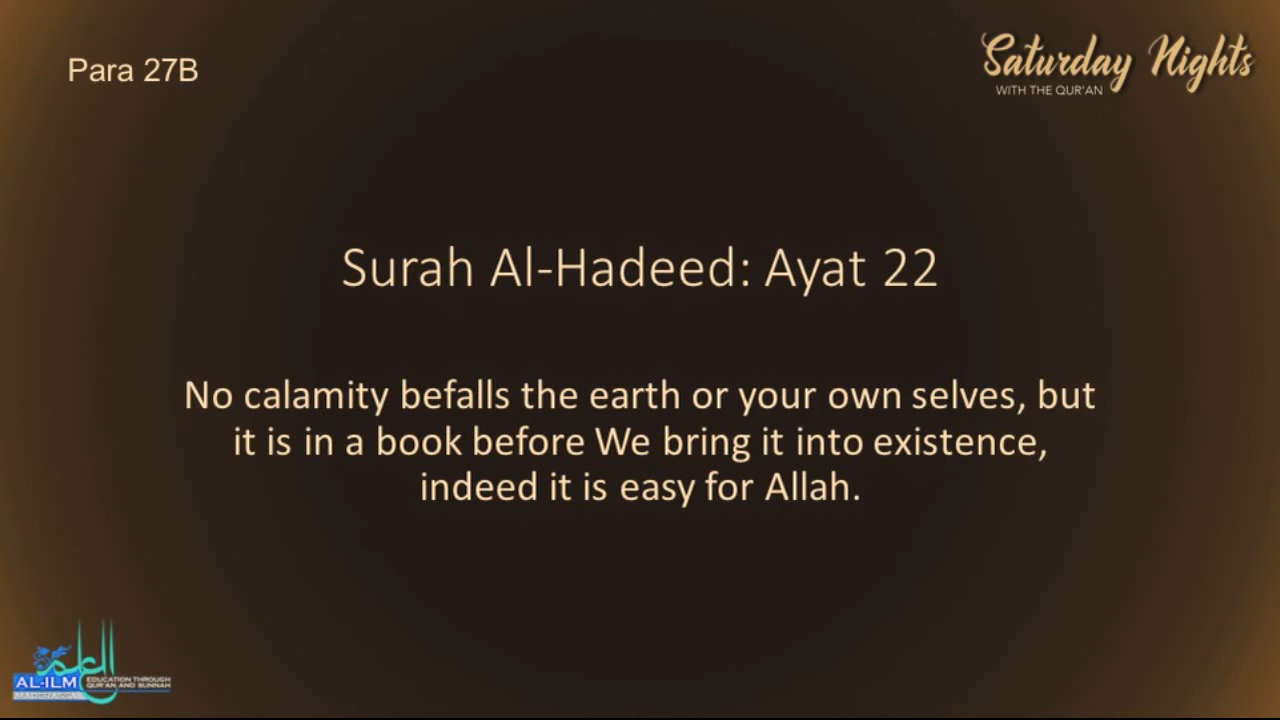 Para 27B
Saturday Nights
WITH THE QUR'AN
Surah Al-Hadeed: Ayat 22
No calamity befalls the earth or your own selves, but
it is in a book before We bring it into existence,
indeed it is easy for Allah.
العلم
AL-ILM
EDUCATION THROUGH
QUR'AN AND SUNNAH